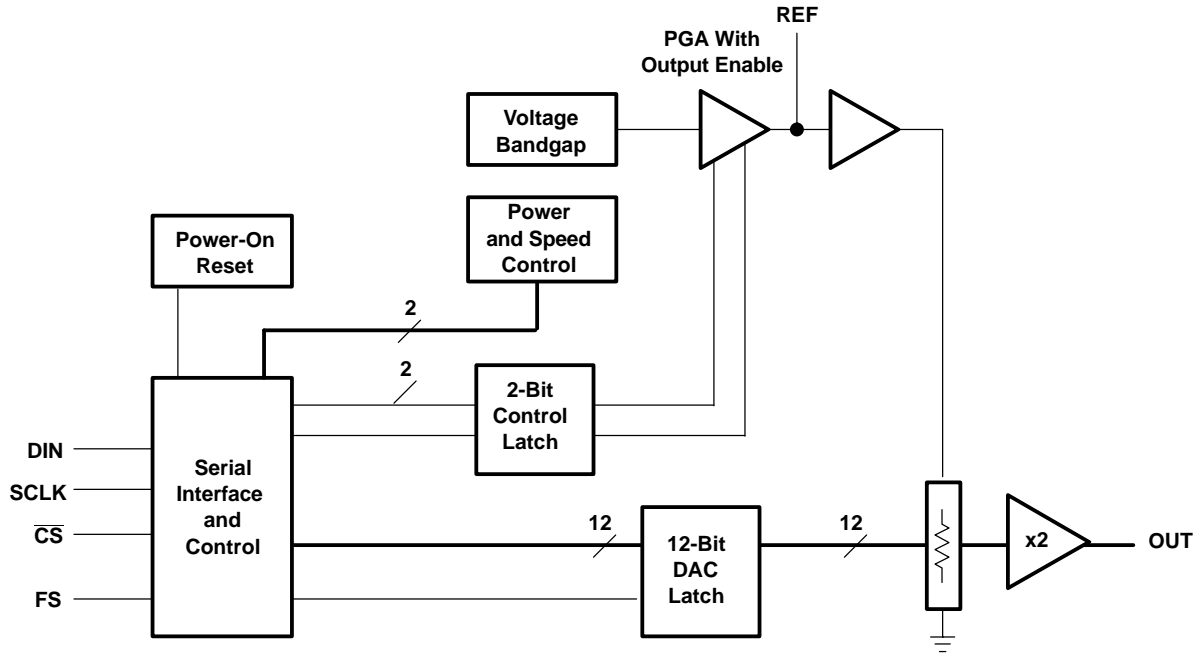 REF
PGA With
Output Enable
Voltage
Bandgap
Power
and Speed
Control
Power-On
Reset
2
2
2-Bit
Control
Latch
DIN
SCLK
CS
FS
Serial
Interface
and
Control
12
12-Bit
DAC
Latch
12
x2
OUT